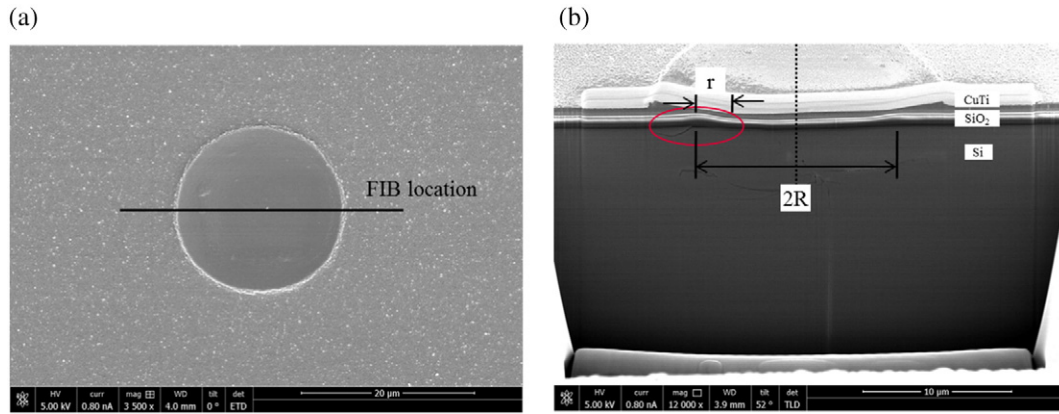 (a)
(b)
FIB location
r
CuTi
SiO₂
Si
2R
HV curr mag WD tilt det
5.00 kV 0.80 nA 3 500 x 4.0 mm 0 ° ETD
20 μm
HV curr mag WD tilt det
5.00 kV 0.80 nA 12 000 x 3.9 mm 52 ° TLD
10 μm